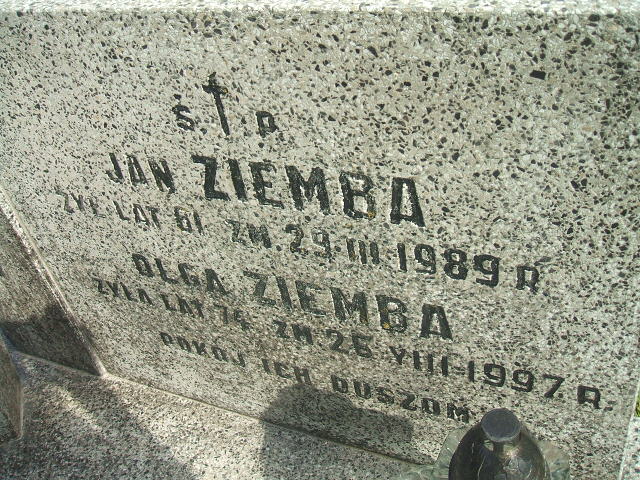 Ś. P.
JAN ZIEMBA
ŻYŁ LAT 61 ZM. 29.III.1989 R.
OLGA ZIEMBA
ŻYŁA LAT 74 ZM 26 VIII 1997.R.
POKÓJ ICH DUSZOM